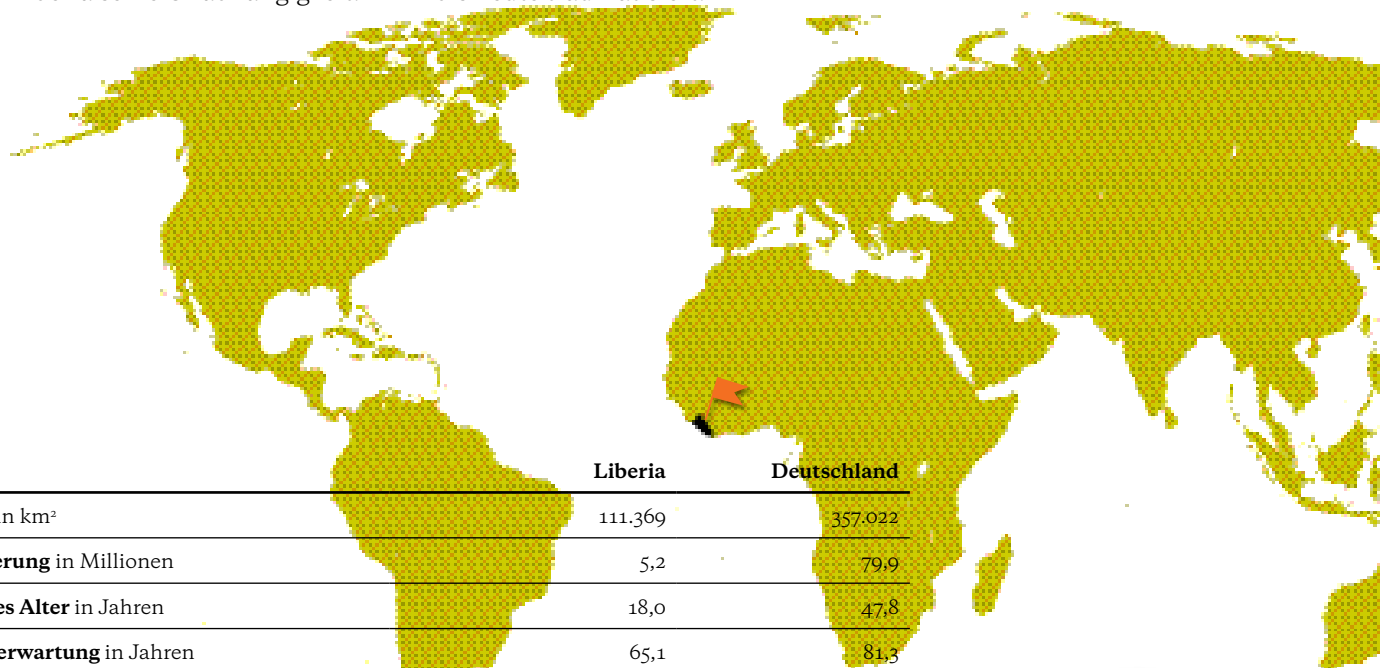 Liberia Deutschland
in km² 111.369 357.022
erung in Millionen 5,2 79,9
es Alter in Jahren 18,0 47,8
erwartung in Jahren 65,1 81,3